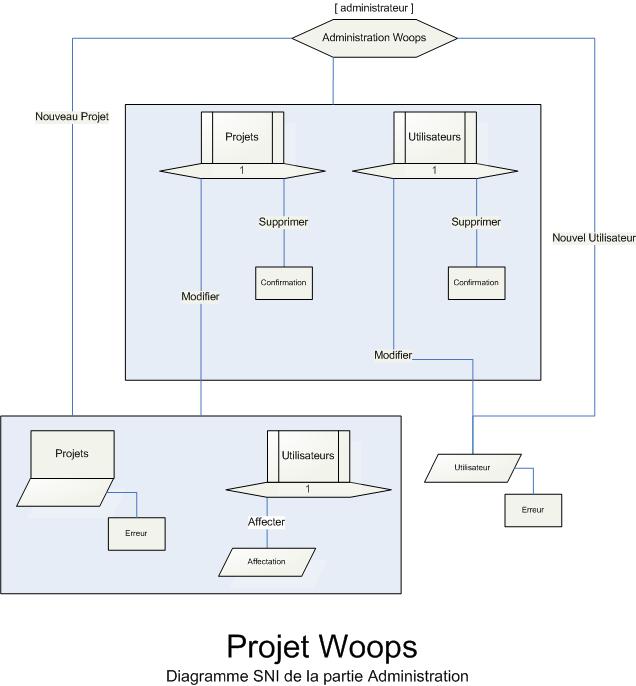 [ administrateur ]
Administration Woops
Nouveau Projet
Projets
1
Utilisateurs
1
Supprimer
Supprimer
Nouvel Utilisateur
Confirmation
Confirmation
Modifier
Modifier
Projets
Utilisateurs
1
Utilisateur
Erreur
Erreur
Affecter
Affectation
Projet Woops
Diagramme SNI de la partie Administration